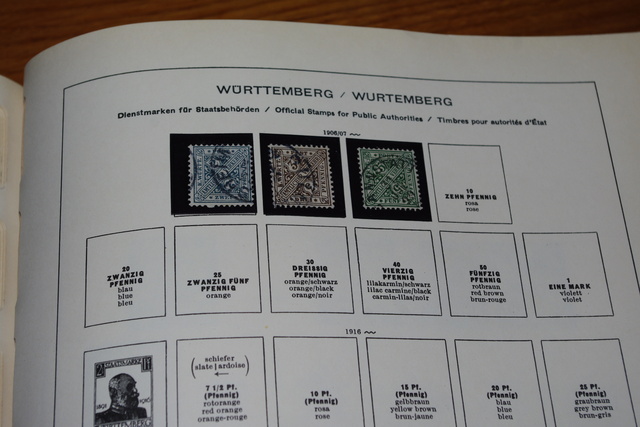 WÜRTTEMBERG / WURTEMBERG
Dienstmarken für Staatsbehörden / Official Stamps for Public Authorities / Timbres pour autorités d'État
1906/07
10
ZEHN PFENNIG
rosa
rose
20
ZWANZIG
PFENNIG
blau
blue
bleu
25
ZWANZIG FÜNF
PFENNIG
orange
30
DREISSIG
PFENNIG
orange/schwarz
orange/black
orange/noir
40
VIERZIG
PFENNIG
lilakarmin/schwarz
lilac carmine/black
carmin-lilas/noir
50
FÜNFZIG
PFENNIG
rotbraun
red brown
brun-rouge
1
EINE MARK
violett
violet
1916
(schiefer
slate | ardoise)
7 1/2 Pf.
(Pfennig)
rotorange
red orange
orange-rouge
10 Pf.
(Pfennig)
rosa
rose
15 Pf.
(Pfennig)
gelbbraun
yellow brown
brun-jaune
20 Pf.
(Pfennig)
blau
blue
bleu
25 Pf.
(Pfennig)
graubraun
grey brown
brun-gris